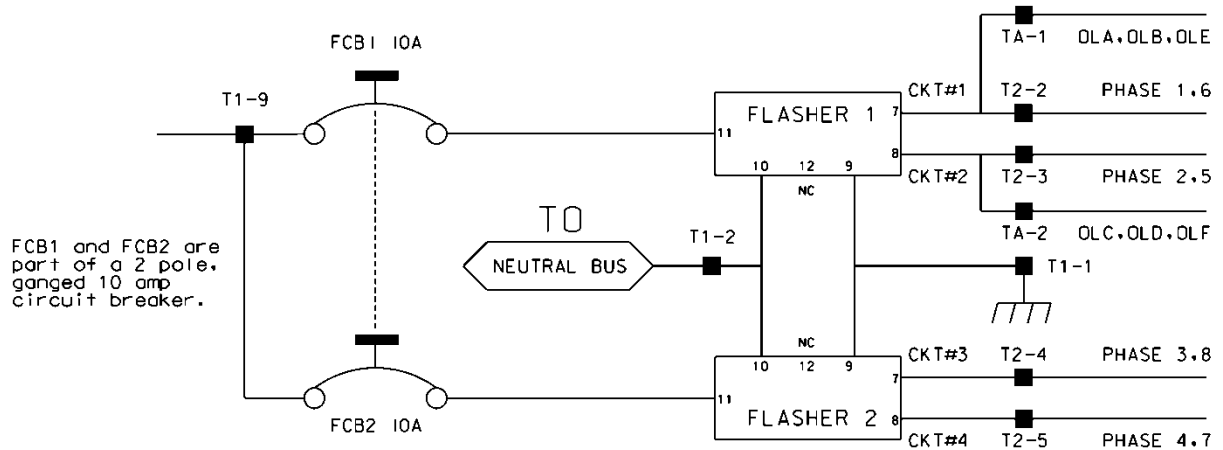 FCB1 10A
TA-1 OLA,OLB,OLE
T1-9
CKT#1 T2-2 PHASE 1,6
FLASHER 1
7
11
8
10 12 9
NC
CKT#2 T2-3 PHASE 2,5
TA-2 OLC,OLD,OLF
TO
NEUTRAL BUS
T1-2
T1-1
FCB1 and FCB2 are
part of a 2 pole,
ganged 10 amp
circuit breaker.
NC
10 12 9
CKT#3 T2-4 PHASE 3,8
7
11
FLASHER 2
8
FCB2 10A
CKT#4 T2-5 PHASE 4,7